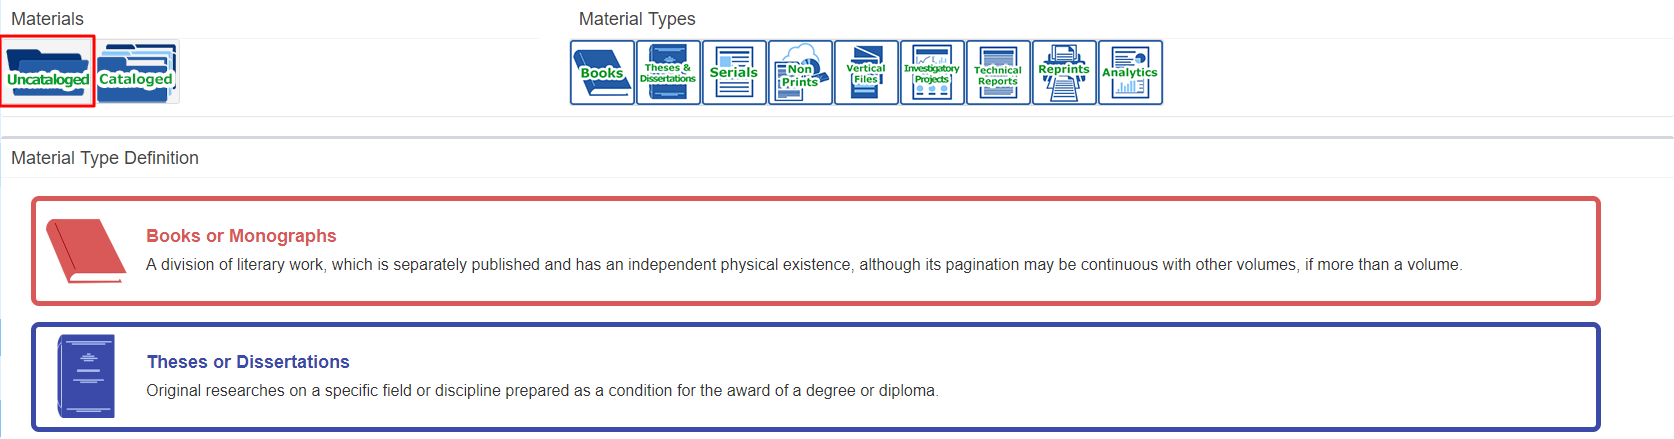 Materials
Material Types
Uncataloged
Cataloged
Books
Theses &
Dissertations
Serials
Non
Prints
Vertical
Files
Investigatory
Projects
Technical
Reports
Reprints
Analytics
Material Type Definition
Books or Monographs
A division of literary work, which is separately published and has an independent physical existence, although its pagination may be continuous with other volumes, if more than a volume.
Theses or Dissertations
Original researches on a specific field or discipline prepared as a condition for the award of a degree or diploma.